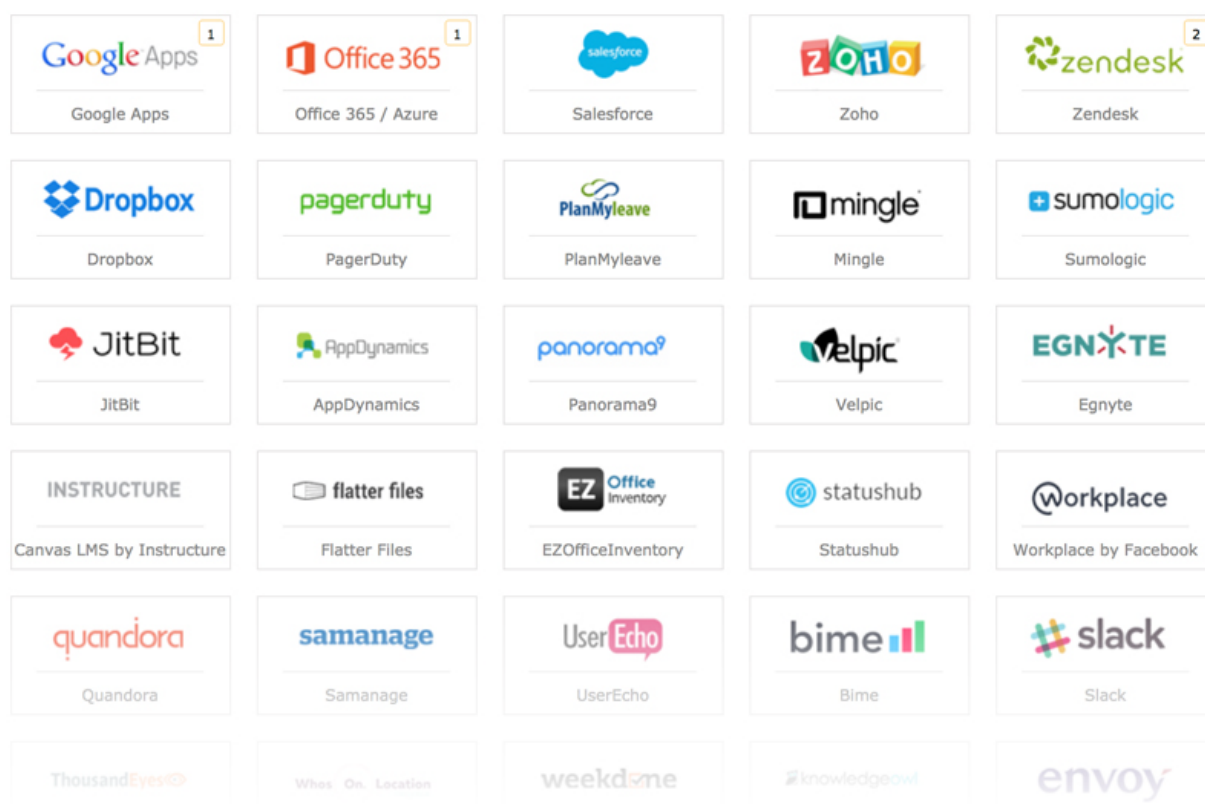 Google Apps 1
Office 365 1
salesforce
ZOHO
zendesk 2
Google Apps
Office 365 / Azure
Salesforce
Zoho
Zendesk
Dropbox
pagerduty
PlanMyleave
mingle
sumologic
Dropbox
PagerDuty
PlanMyleave
Mingle
Sumologic
JitBit
AppDynamics
panorama9
velpic
EGNYTE
JitBit
AppDynamics
Panorama9
Velpic
Egnyte
INSTRUCTURE
flatter files
EZ Office
Inventory
statushub
workplace
Canvas LMS by Instructure
Flatter Files
EZOfficeInventory
Statushub
Workplace by Facebook
quandora
samanage
UserEcho
bime
slack
Quandora
Samanage
UserEcho
Bime
Slack
ThousandEyes
Whos On Location
weekdone
knowledgeowl
envoy